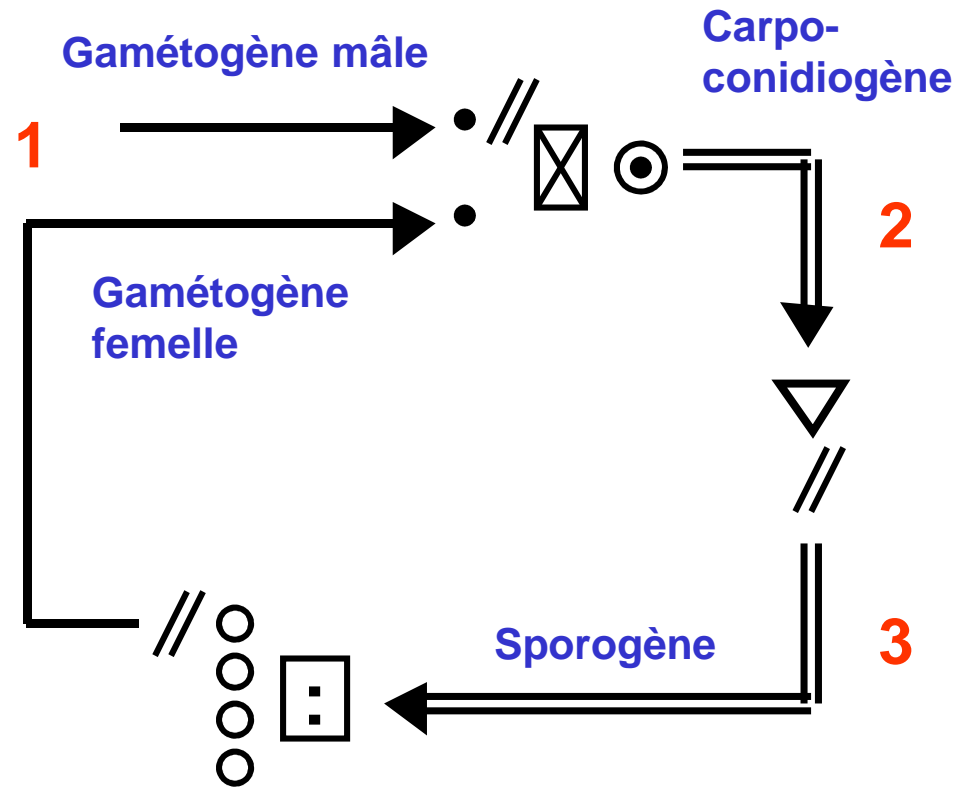 Gamétogène mâle
Carpo-
conidiogène
1
2
Gamétogène
femelle
Sporogène
3